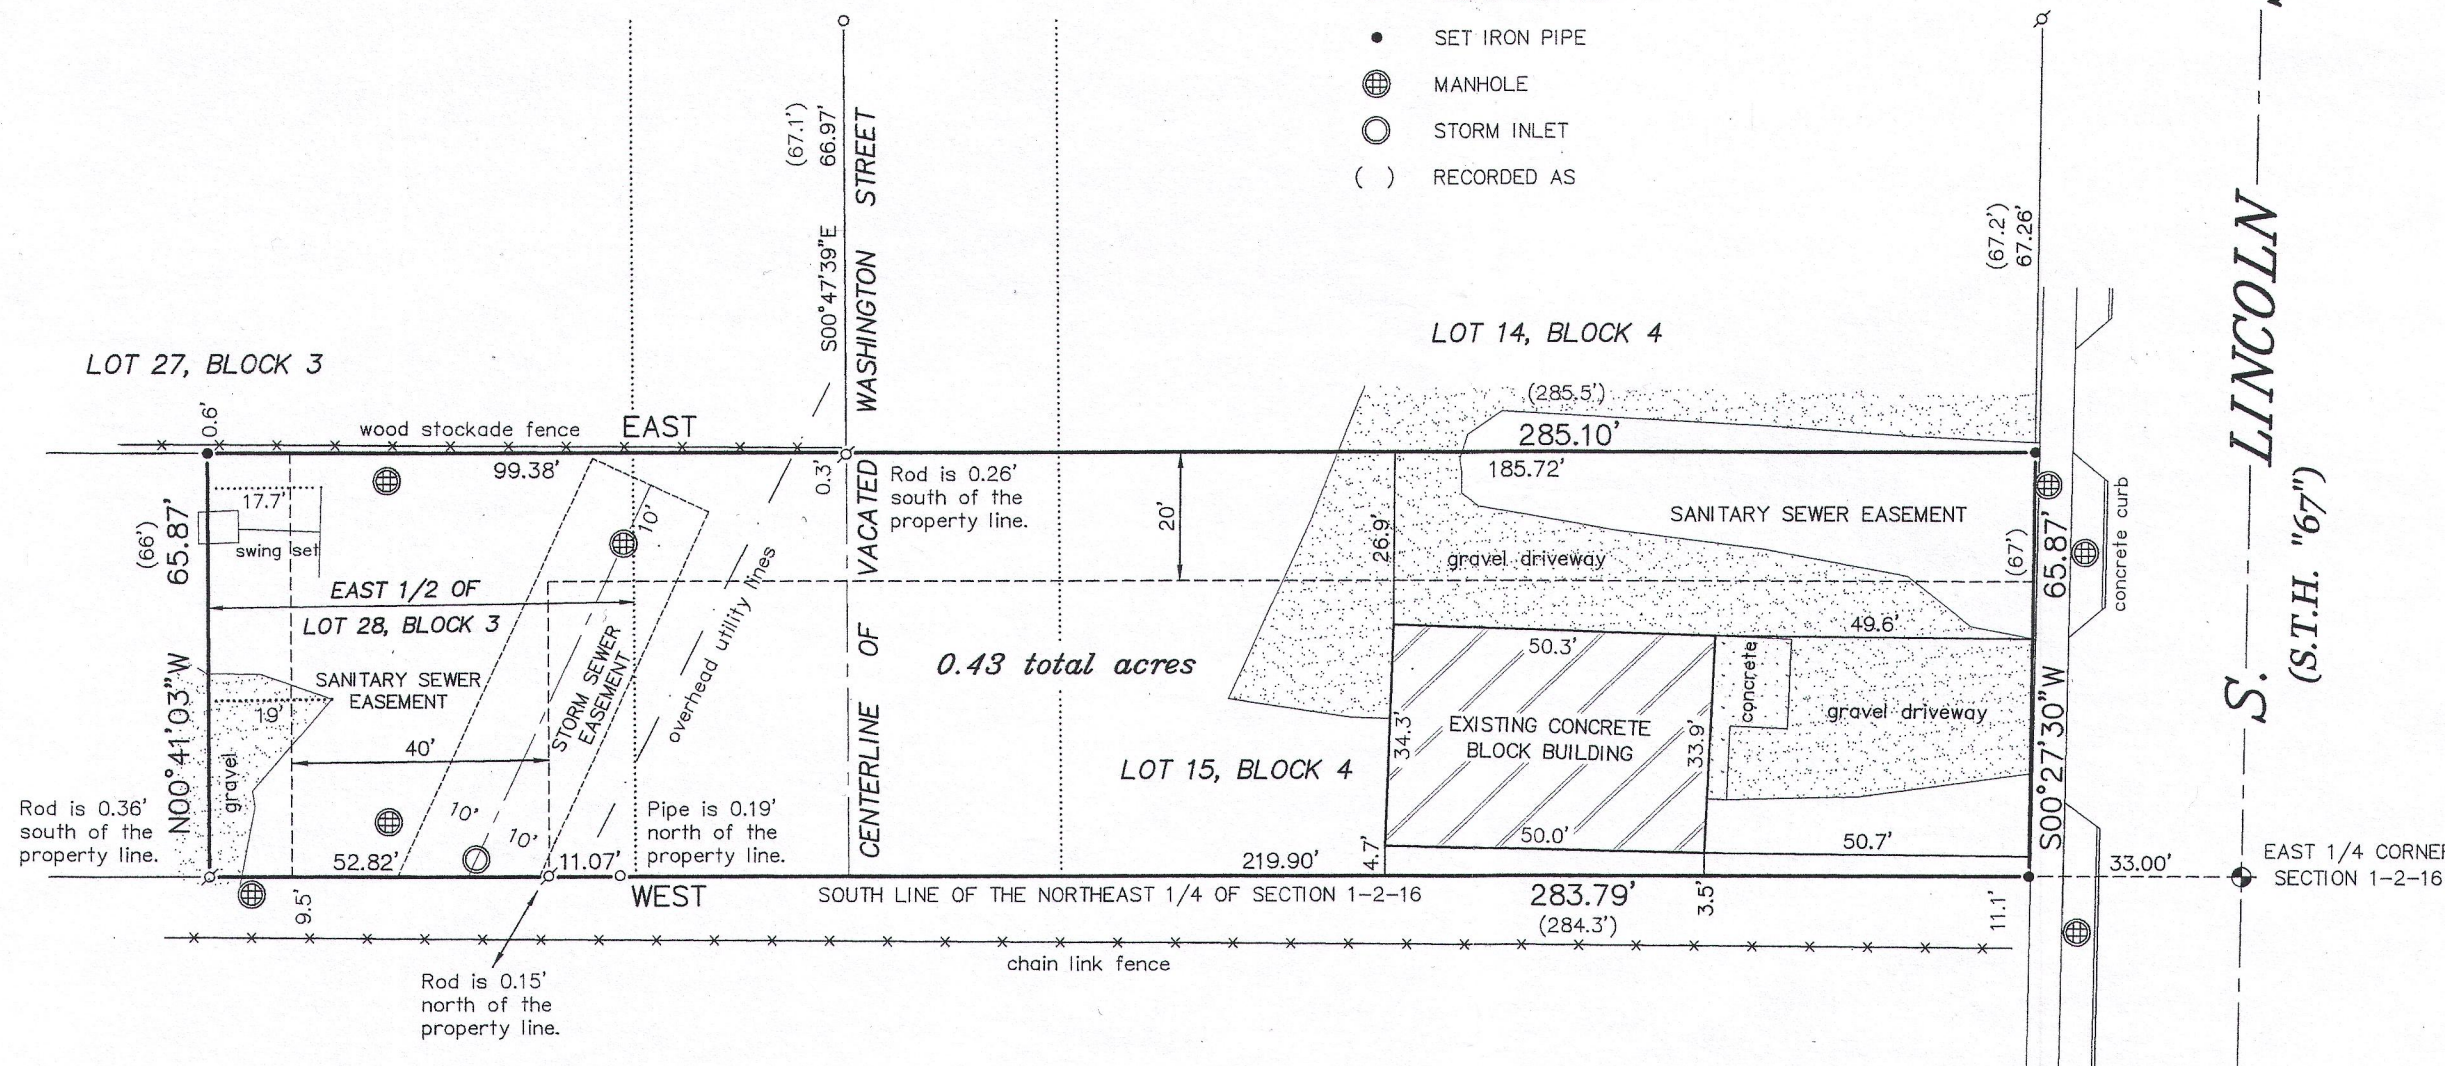 SET IRON PIPE
MANHOLE
STORM INLET
( ) RECORDED AS
(67.1')
66.97'
S00°47'39"E
WASHINGTON STREET
CENTERLINE OF VACATED
(67.2')
67.26'
S. LINCOLN
(S.T.H. "67")
LOT 14, BLOCK 4
LOT 27, BLOCK 3
0.6'
wood stockade fence
EAST
(285.5')
285.10'
99.38'
0.3'
Rod is 0.26'
south of the
property line.
185.72'
17.7'
swing set
(66')
65.87'
N00°41'03"W
10'
20'
26.9'
SANITARY SEWER EASEMENT
gravel driveway
(67')
65.87'
S00°27'30"W
concrete curb
EAST 1/2 OF
LOT 28, BLOCK 3
STORM SEWER
EASEMENT
overhead utility lines
0.43 total acres
49.6'
50.3'
concrete
SANITARY SEWER
EASEMENT
19'
gravel
40'
EXISTING CONCRETE
BLOCK BUILDING
34.3'
33.9'
gravel driveway
LOT 15, BLOCK 4
Rod is 0.36'
south of the
property line.
10'
10'
Pipe is 0.19'
north of the
property line.
50.0'
50.7'
52.82'
11.07'
219.90'
4.7'
33.00'
EAST 1/4 CORNER
SECTION 1-2-16
9.5'
WEST
SOUTH LINE OF THE NORTHEAST 1/4 OF SECTION 1-2-16
283.79'
(284.3')
3.5'
11.1'
chain link fence
Rod is 0.15'
north of the
property line.